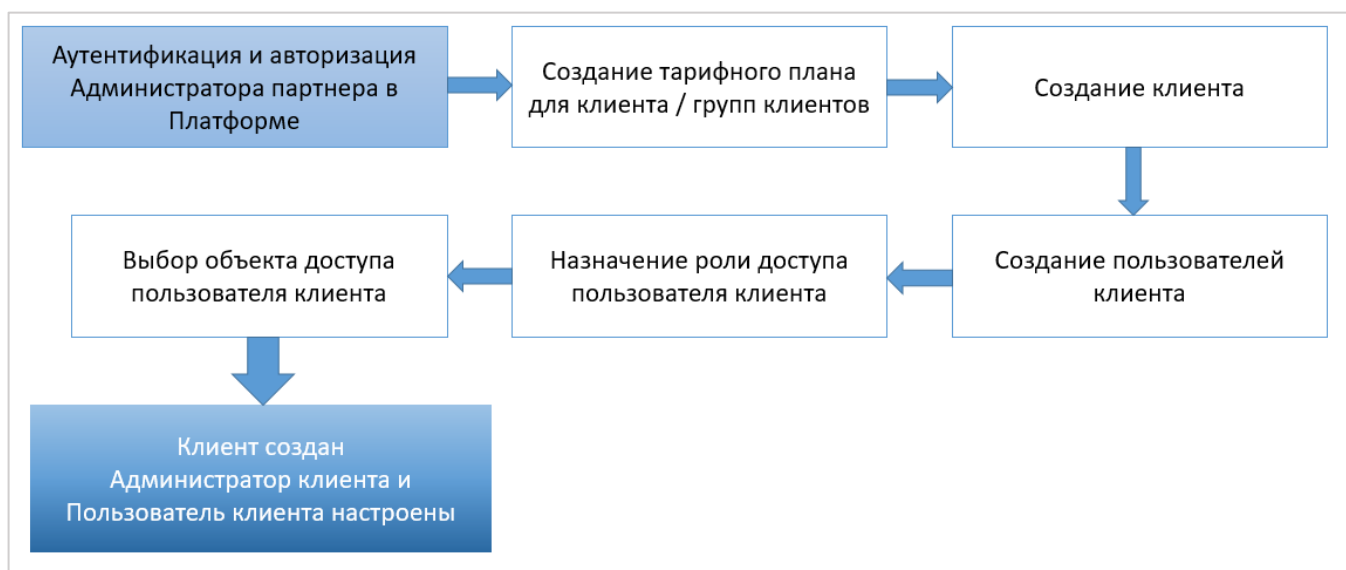 Аутентификация и авторизация
Администратора партнера в
Платформе
Создание тарифного плана
для клиента / групп клиентов
Создание клиента
Создание пользователей
клиента
Назначение роли доступа
пользователя клиента
Выбор объекта доступа
пользователя клиента
Клиент создан
Администратор клиента и
Пользователь клиента настроены